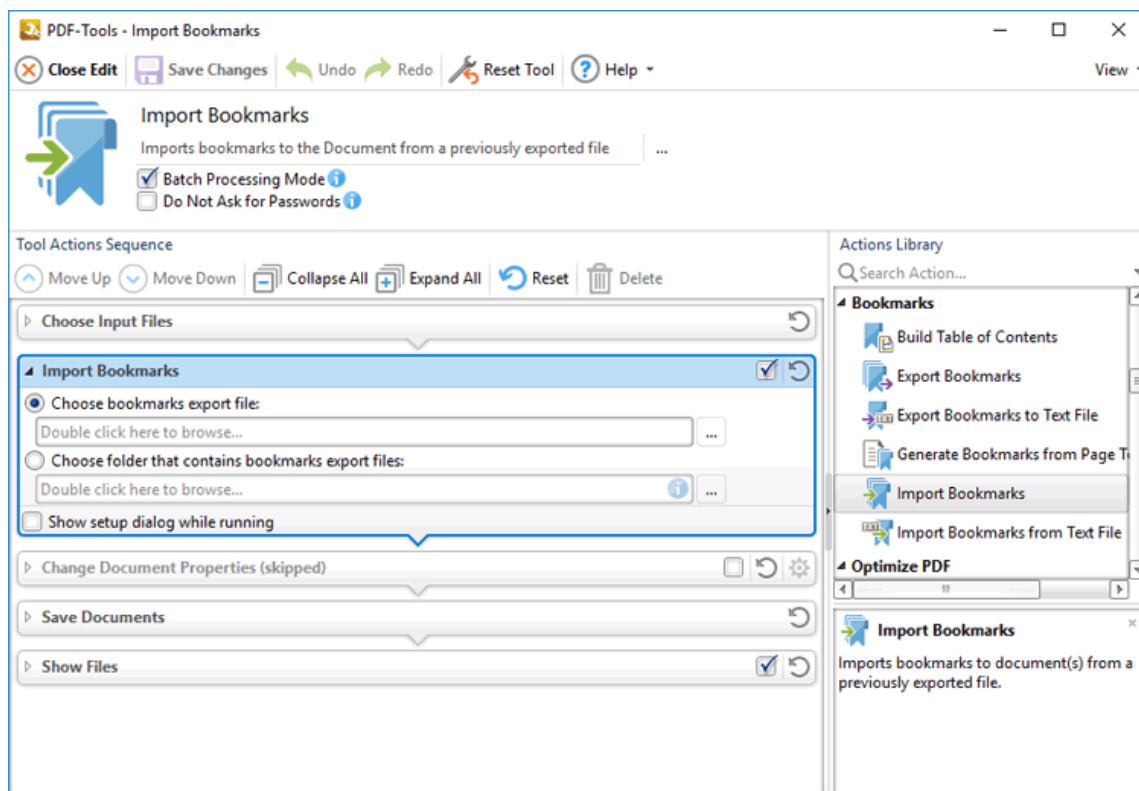 PDF-Tools - Import Bookmarks
Close Edit Save Changes Undo Redo Reset Tool Help View
Import Bookmarks
Imports bookmarks to the Document from a previously exported file ...
Batch Processing Mode
Do Not Ask for Passwords
Tool Actions Sequence
Move Up Move Down Collapse All Expand All Reset Delete
Choose Input Files
Import Bookmarks
Choose bookmarks export file:
Double click here to browse... ...
Choose folder that contains bookmarks export files:
Double click here to browse... ...
Show setup dialog while running
Change Document Properties (skipped)
Save Documents
Show Files
Actions Library
Search Action...
Bookmarks
Build Table of Contents
Export Bookmarks
Export Bookmarks to Text File
Generate Bookmarks from Page T
Import Bookmarks
Import Bookmarks from Text File
Optimize PDF
Import Bookmarks
Imports bookmarks to document(s) from a
previously exported file.